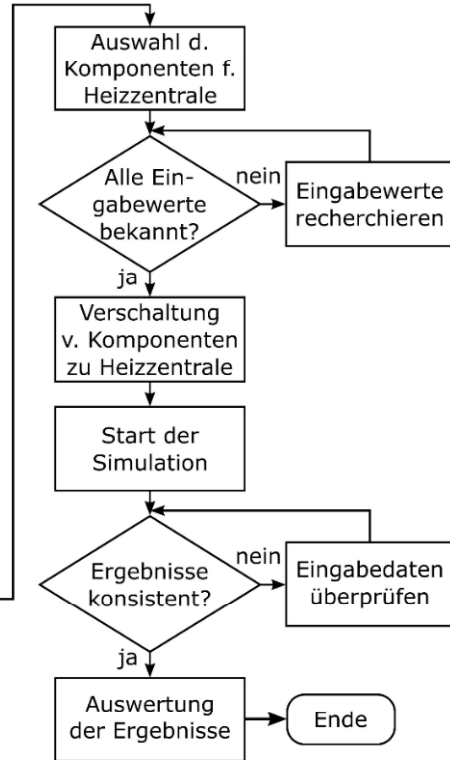 Auswahl d.
Komponenten f.
Heizzentrale
Alle Ein-
gabewerte
bekannt?
nein
Eingabewerte
recherchieren
ja
Verschaltung
v. Komponenten
zu Heizzentrale
Start der
Simulation
Ergebnisse
konsistent?
nein
Eingabedaten
überprüfen
ja
Auswertung
der Ergebnisse
Ende